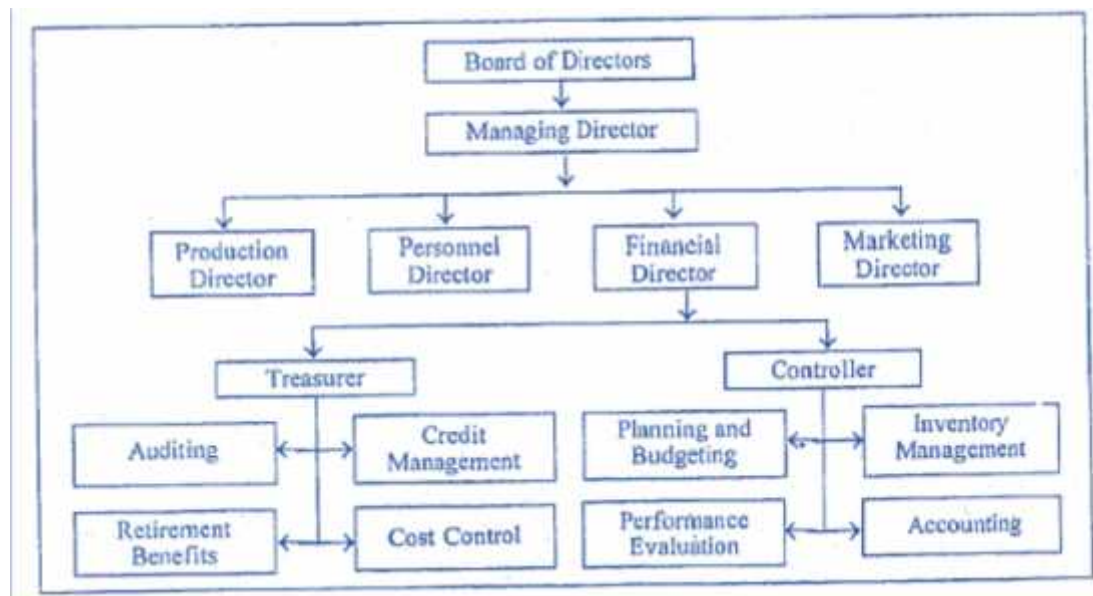 Board of Directors
Managing Director
Production
Director
Personnel
Director
Financial
Director
Marketing
Director
Treasurer
Controller
Auditing
Credit
Management
Planning and
Budgeting
Inventory
Management
Retirement
Benefits
Cost Control
Performance
Evaluation
Accounting